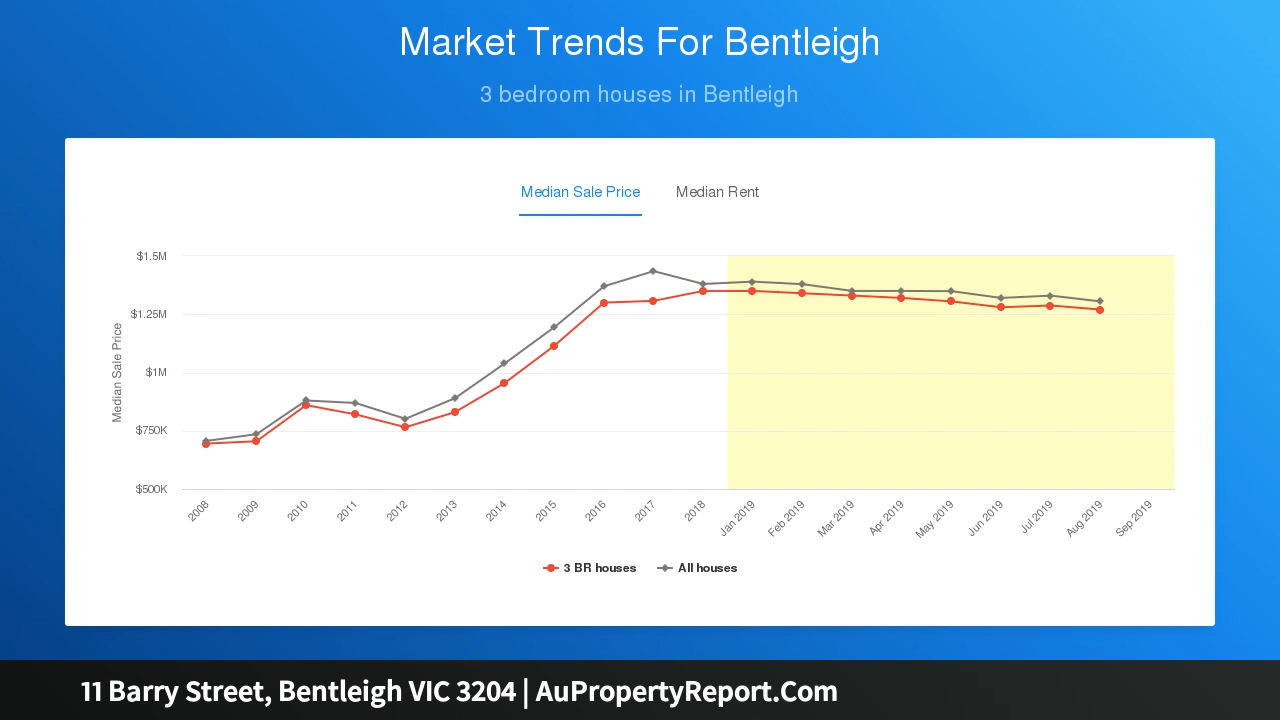 Market Trends For Bentleigh
3 bedroom houses in Bentleigh
Median Sale Price Median Rent
$1.5M
$1.25M
$1M
$750K
$500K
Median Sale Price
2008 2009 2010 2011 2012 2013 2014 2015 2016 2017 2018 Jan 2019 Feb 2019 Mar 2019 Apr 2019 May 2019 Jun 2019 Jul 2019 Aug 2019 Sep 2019
3 BR houses All houses
11 Barry Street, Bentleigh VIC 3204 | AuPropertyReport.Com